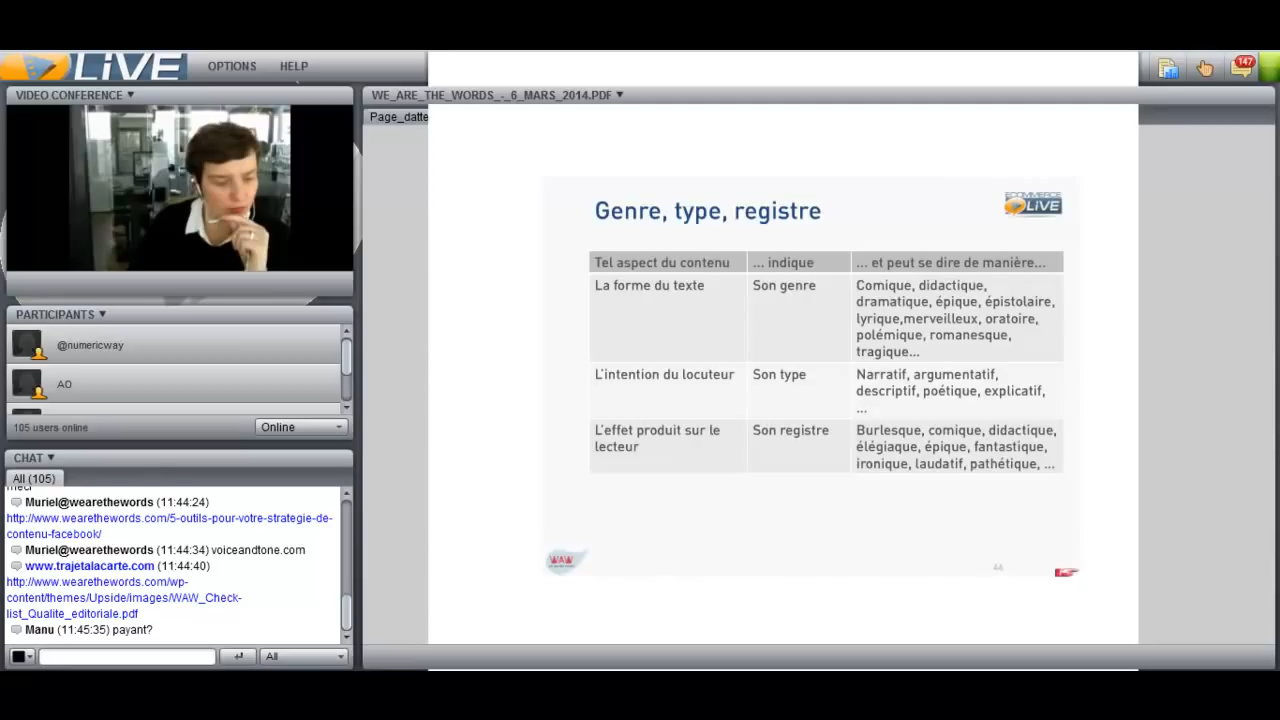 LiVE
OPTIONS
HELP
147
VIDEO CONFERENCE
WE_ARE_THE_WORDS_-_6_MARS_2014.PDF
Page_datte
PARTICIPANTS
@numericway
AO
105 users online
Online
CHAT
All (105)
Muriel@wearethewords (11:44:24)
http://www.wearethewords.com/5-outils-pour-votre-strategie-de-
contenu-facebook/
Muriel@wearethewords (11:44:34) voiceandtone.com
www.trajetalacarte.com (11:44:40)
http://www.wearethewords.com/wp-
content/themes/Upside/images/WAW_Check-
list_Qualite_editoriale.pdf
Manu (11:45:35) payant?
All
Genre, type, registre
ECOMMERCE
LiVE
Tel aspect du contenu
... indique
... et peut se dire de manière...
La forme du texte
Son genre
Comique, didactique,
dramatique, épique, épistolaire,
lyrique,merveilleux, oratoire,
polémique, romanesque,
tragique...
L'intention du locuteur
Son type
Narratif, argumentatif,
descriptif, poétique, explicatif,
...
L'effet produit sur le
lecteur
Son registre
Burlesque, comique, didactique,
élégiaque, épique, fantastique,
ironique, laudatif, pathétique, ...
WAW